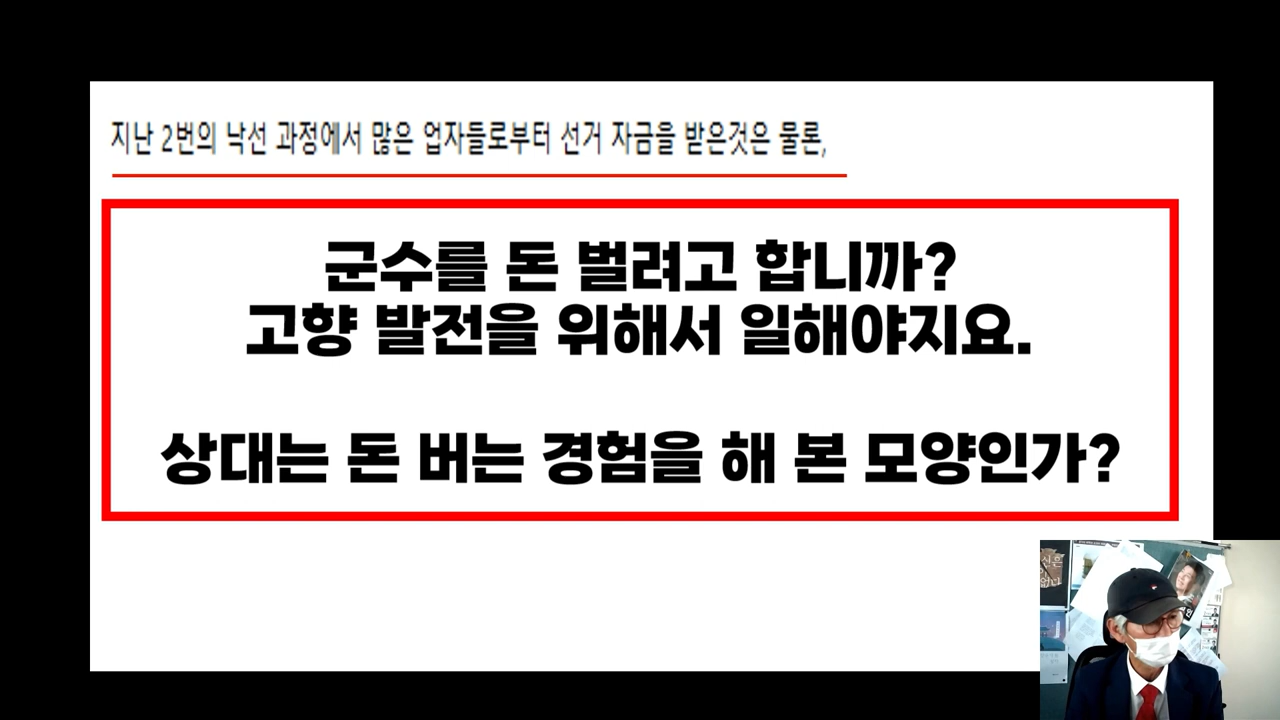 지난 2번의 낙선 과정에서 많은 업자들로부터 선거 자금을 받은것은 물론,
군수를 돈 벌려고 합니까?
고향 발전을 위해서 일해야지요.
상대는 돈 버는 경험을 해 본 모양인가?